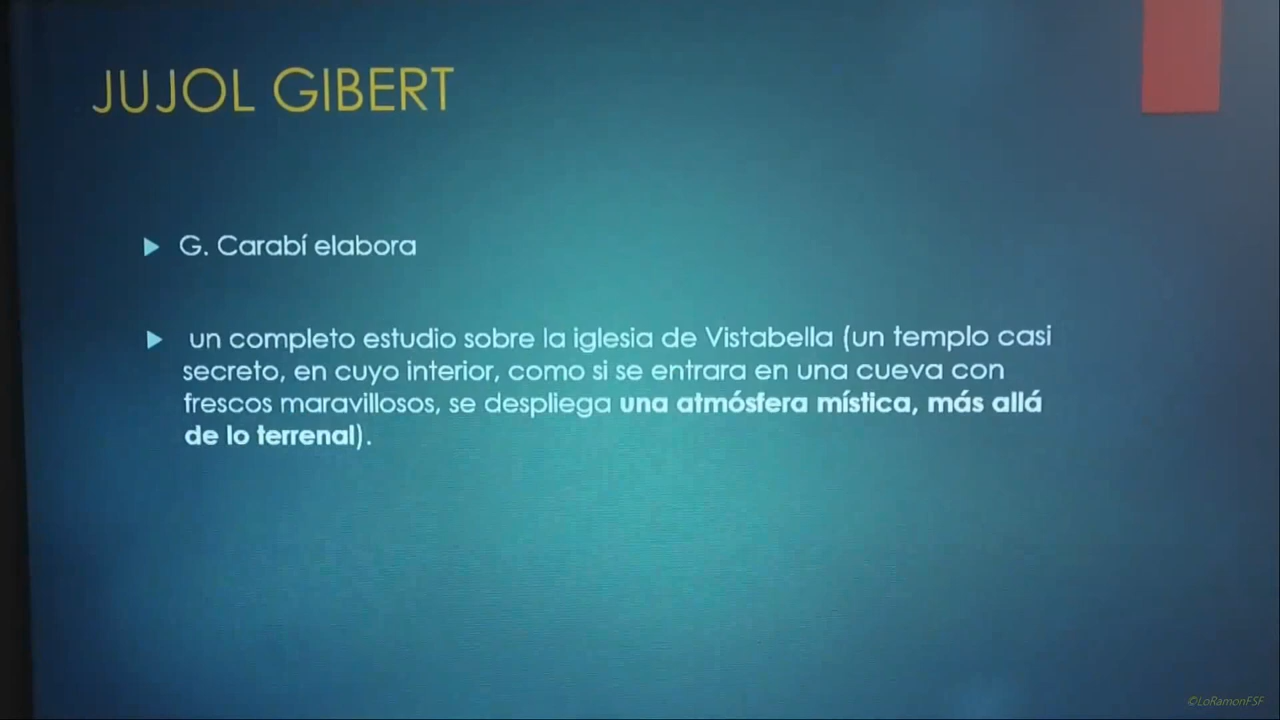 JUJOL GIBERT
G. Carabí elabora
un completo estudio sobre la iglesia de Vistabella (un templo casi
secreto, en cuyo interior, como si se entrara en una cueva con
frescos maravillosos, se despliega una atmósfera mística, más allá
de lo terrenal).
©LoRamonFSF